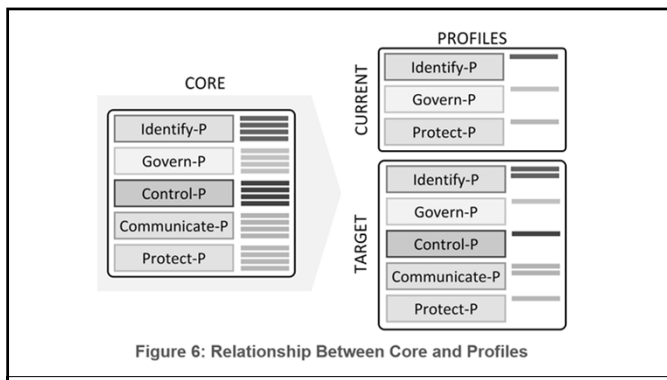 CORE
Identify-P
Govern-P
Control-P
Communicate-P
Protect-P
PROFILES
CURRENT
Identify-P
Govern-P
Protect-P
TARGET
Identify-P
Govern-P
Control-P
Communicate-P
Protect-P
Figure 6: Relationship Between Core and Profiles